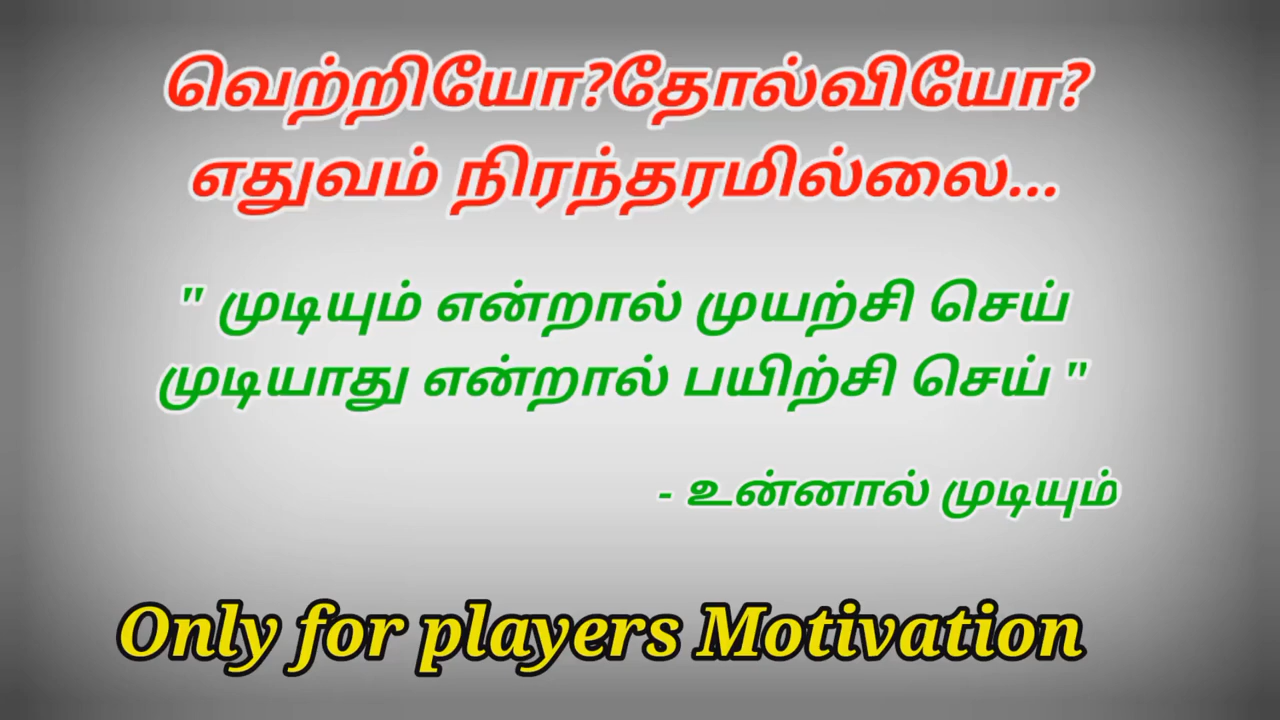 வெற்றியோ?தோல்வியோ?
எதுவம் நிரந்தரமில்லை...
" முடியும் என்றால் முயற்சி செய்
முடியாது என்றால் பயிற்சி செய் "
- உன்னால் முடியும்
Only for players Motivation